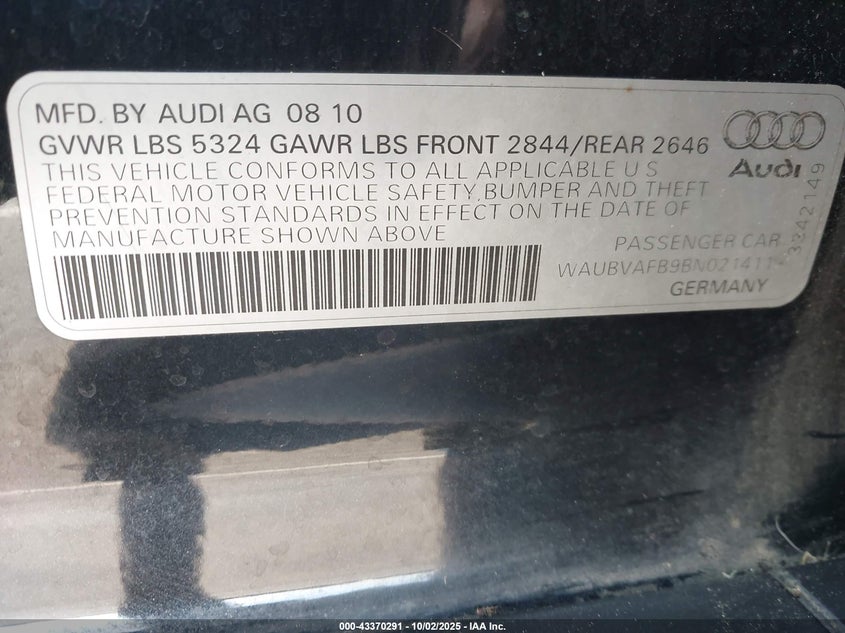 MFD. BY AUDI AG 08 10
GVWR LBS 5324 GAWR LBS FRONT 2844/REAR 2646
THIS VEHICLE CONFORMS TO ALL APPLICABLE U S
FEDERAL MOTOR VEHICLE SAFETY, BUMPER AND THEFT
PREVENTION STANDARDS IN EFFECT ON THE DATE OF
MANUFACTURE SHOWN ABOVE
Audi
PASSENGER CAR
WAUBVAFB9BN021411
GERMANY
3342149
000-43370291 - 10/02/2025 - IAA Inc.